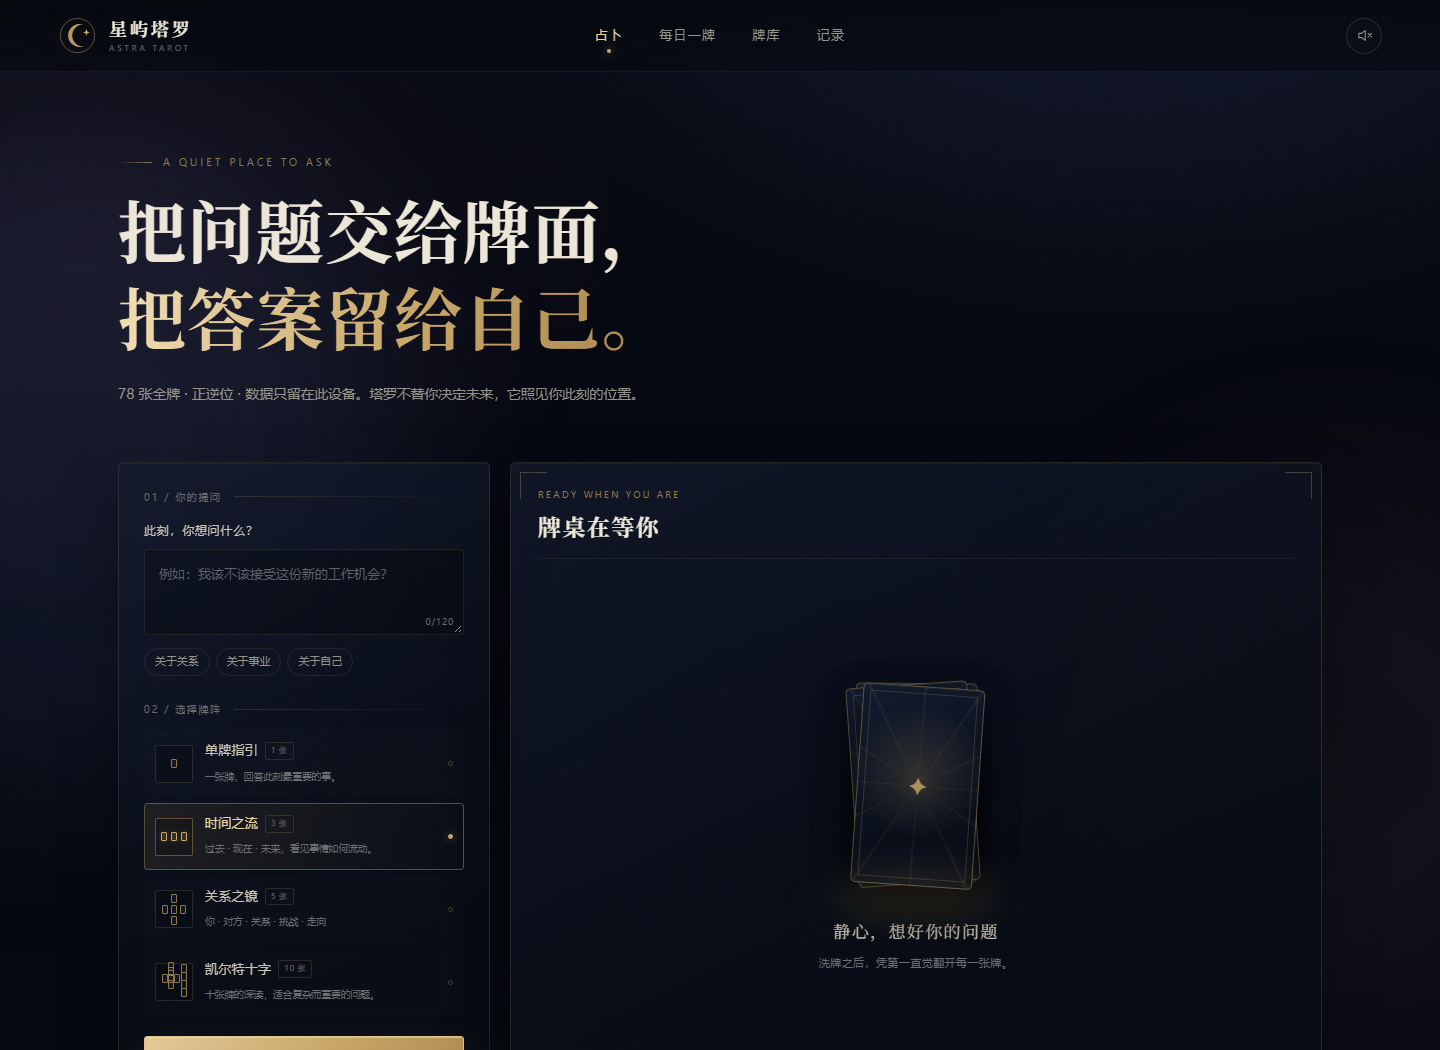 星屿塔罗
ASTRA TAROT
占卜
每日一牌
牌库
记录
A QUIET PLACE TO ASK
把问题交给牌面，
把答案留给自己。
78 张全牌 · 正逆位 · 数据只留在此设备。塔罗不替你决定未来，它照见你此刻的位置。
01 / 你的提问
此刻，你想问什么？
例如：我该不该接受这份新的工作机会？
0/120
关于关系
关于事业
关于自己
02 / 选择牌阵
单牌指引
1 张
一张牌，回答此刻最重要的事。
时间之流
3 张
过去 · 现在 · 未来，看见事情如何流动。
关系之镜
5 张
你 · 对方 · 关系 · 挑战 · 走向
凯尔特十字
10 张
十张牌的深读，适合复杂而重要的问题。
READY WHEN YOU ARE
牌桌在等你
静心，想好你的问题
洗牌之后，凭第一直觉翻开每一张牌。